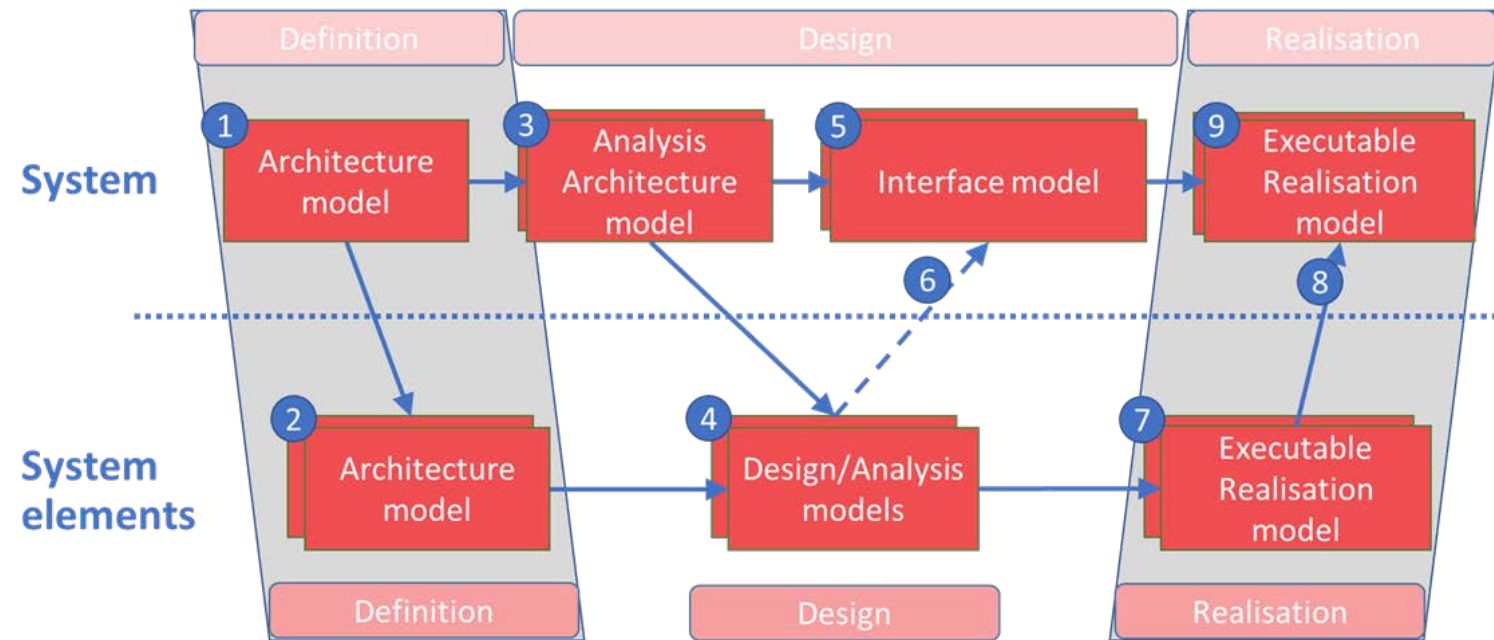 Definition
Design
Realisation
1
3
5
9
System
Architecture
model
Analysis
Architecture
model
Interface model
Executable
Realisation
model
6
8
2
4
7
System
elements
Architecture
model
Design/Analysis
models
Executable
Realisation
model
Definition
Design
Realisation